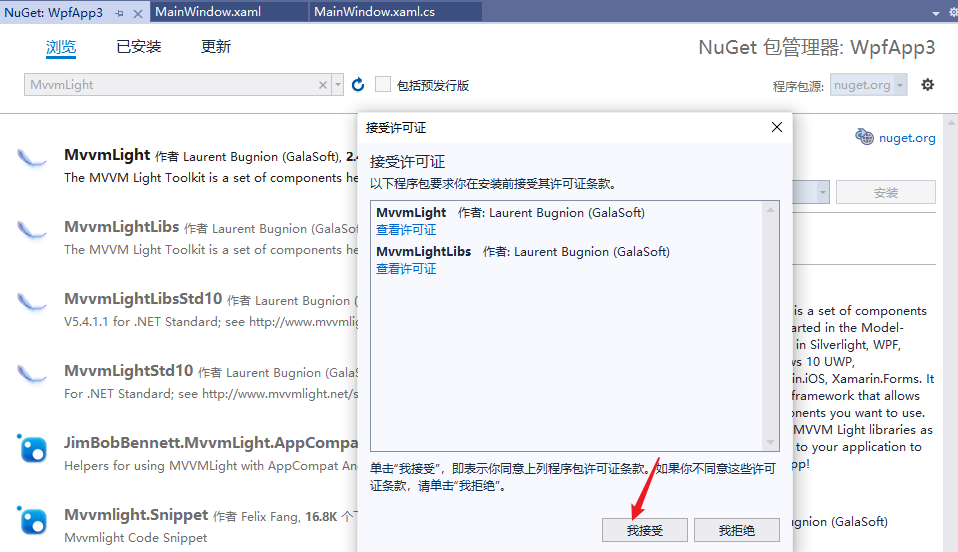 NuGet: WpfApp3
MainWindow.xaml
MainWindow.xaml.cs
浏览
已安装
更新
NuGet 包管理器: WpfApp3
MvvmLight
包括预发行版
程序包源:
nuget.org
MvvmLight 作者 Laurent Bugnion (GalaSoft), 2.4
The MVVM Light Toolkit is a set of components he
MvvmLightLibs 作者 Laurent Bugnion (GalaSof
The MVVM Light Toolkit is a set of components he
MvvmLightLibsStd10 作者 Laurent Bugnion (
V5.4.1.1 for .NET Standard; see http://www.mvvmlig
MvvmLightStd10 作者 Laurent Bugnion (GalaS
For .NET Standard; see http://www.mvvmlight.net/s
JimBobBennett.MvvmLight.AppCompa
Helpers for using MVVMLight with AppCompat An
Mvvmlight.Snippet 作者 Felix Fang, 16.8K 个下
Mvvmlight Code Snippet
接受许可证
接受许可证
以下程序包要求你在安装前接受其许可证条款。
MvvmLight 作者: Laurent Bugnion (GalaSoft)
查看许可证
MvvmLightLibs 作者: Laurent Bugnion (GalaSoft)
查看许可证
单击“我接受”，即表示你同意上列程序包许可证条款。如果你不同意这些许可
证条款，请单击“我拒绝”。
我接受
我拒绝
nuget.org
安装
is a set of components
arted in the Model-
in Silverlight, WPF,
ws 10 UWP,
in.iOS, Xamarin.Forms. It
framework that allows
onents you want to use.
MVVM Light libraries as
to your application to
pp!
gnion (GalaSoft)